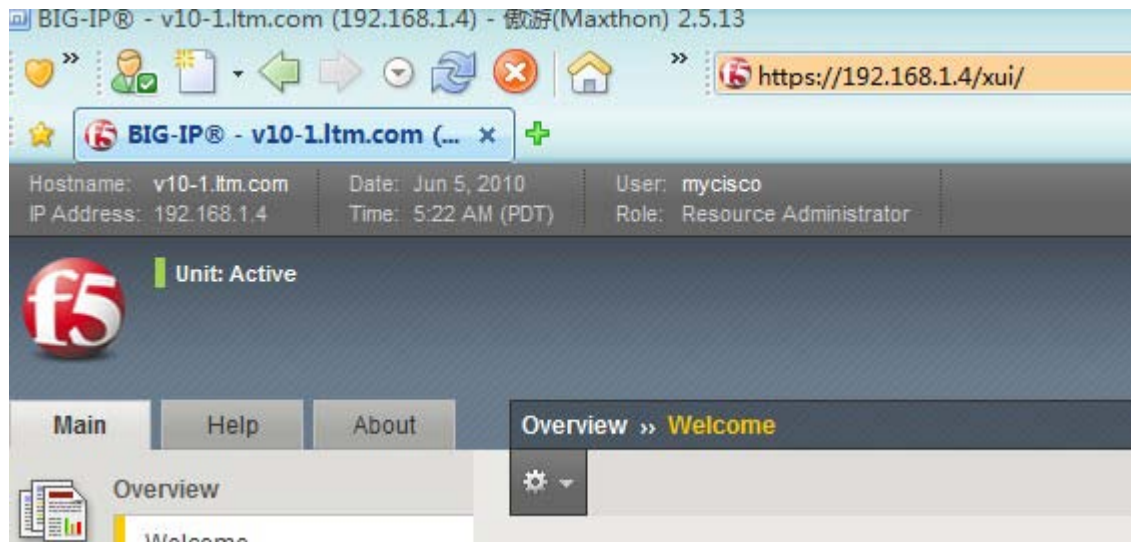 BIG-IP® - v10-1.ltm.com (192.168.1.4) - 傲游(Maxthon) 2.5.13
» » https://192.168.1.4/xui/
BIG-IP® - v10-1.ltm.com (... ×
Hostname: v10-1.ltm.com Date: Jun 5, 2010 User: mycisco
IP Address: 192.168.1.4 Time: 5:22 AM (PDT) Role: Resource Administrator
f5
Unit: Active
Main Help About Overview » Welcome
Overview
Welcome